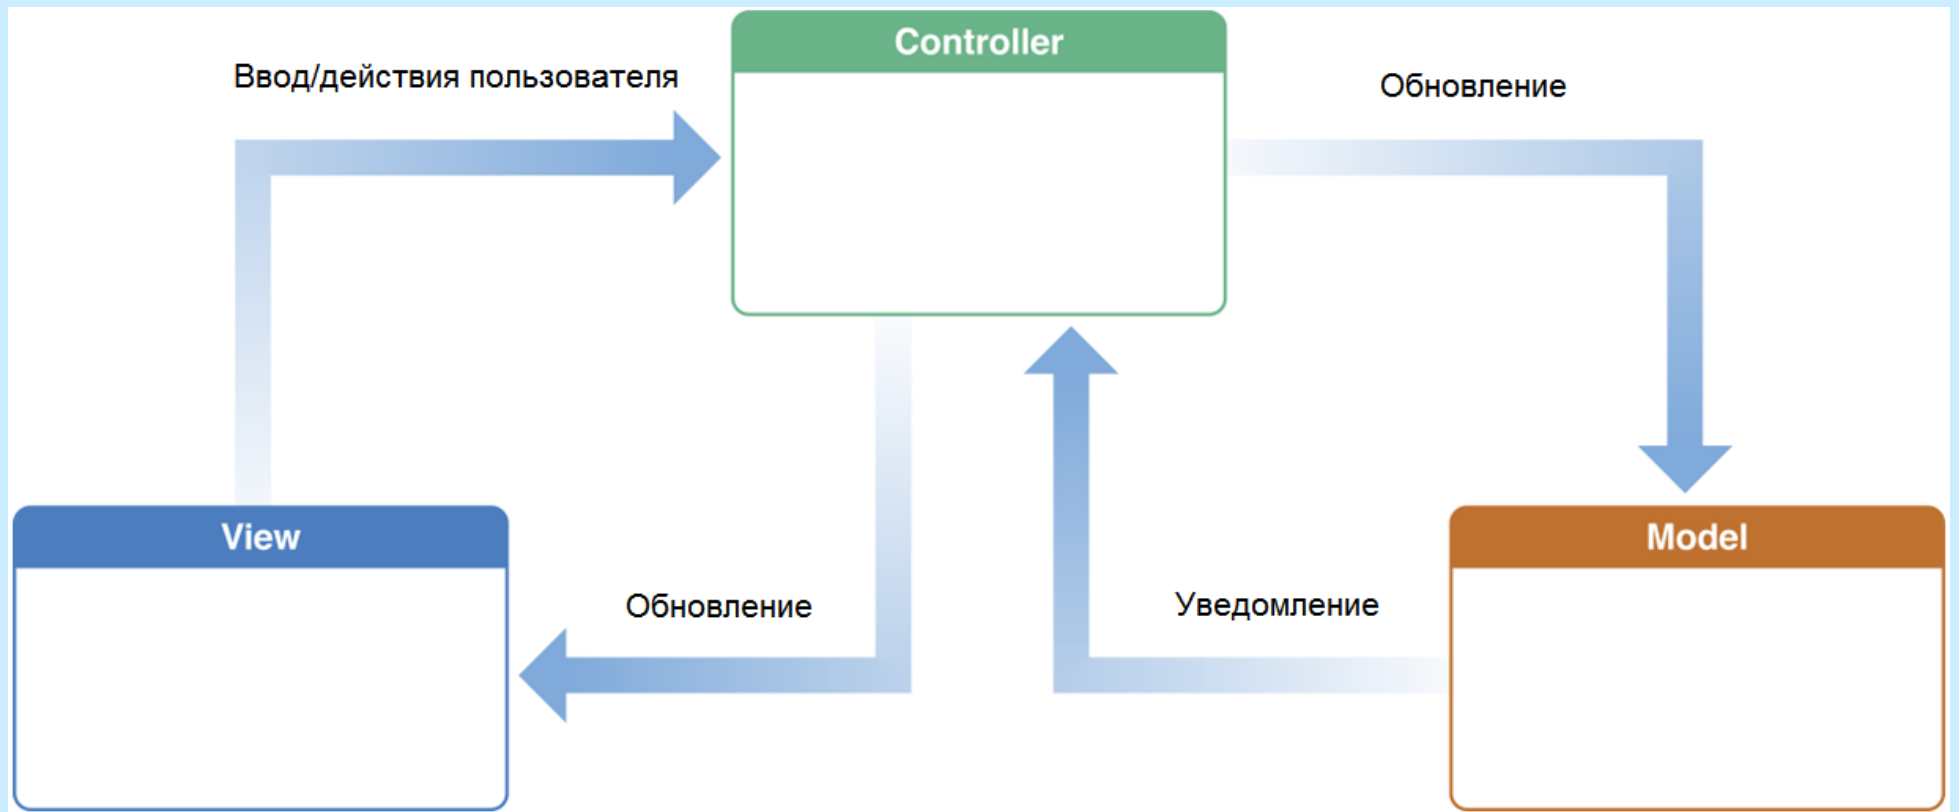 Controller
Ввод/действия пользователя
Обновление
View
Model
Обновление
Уведомление